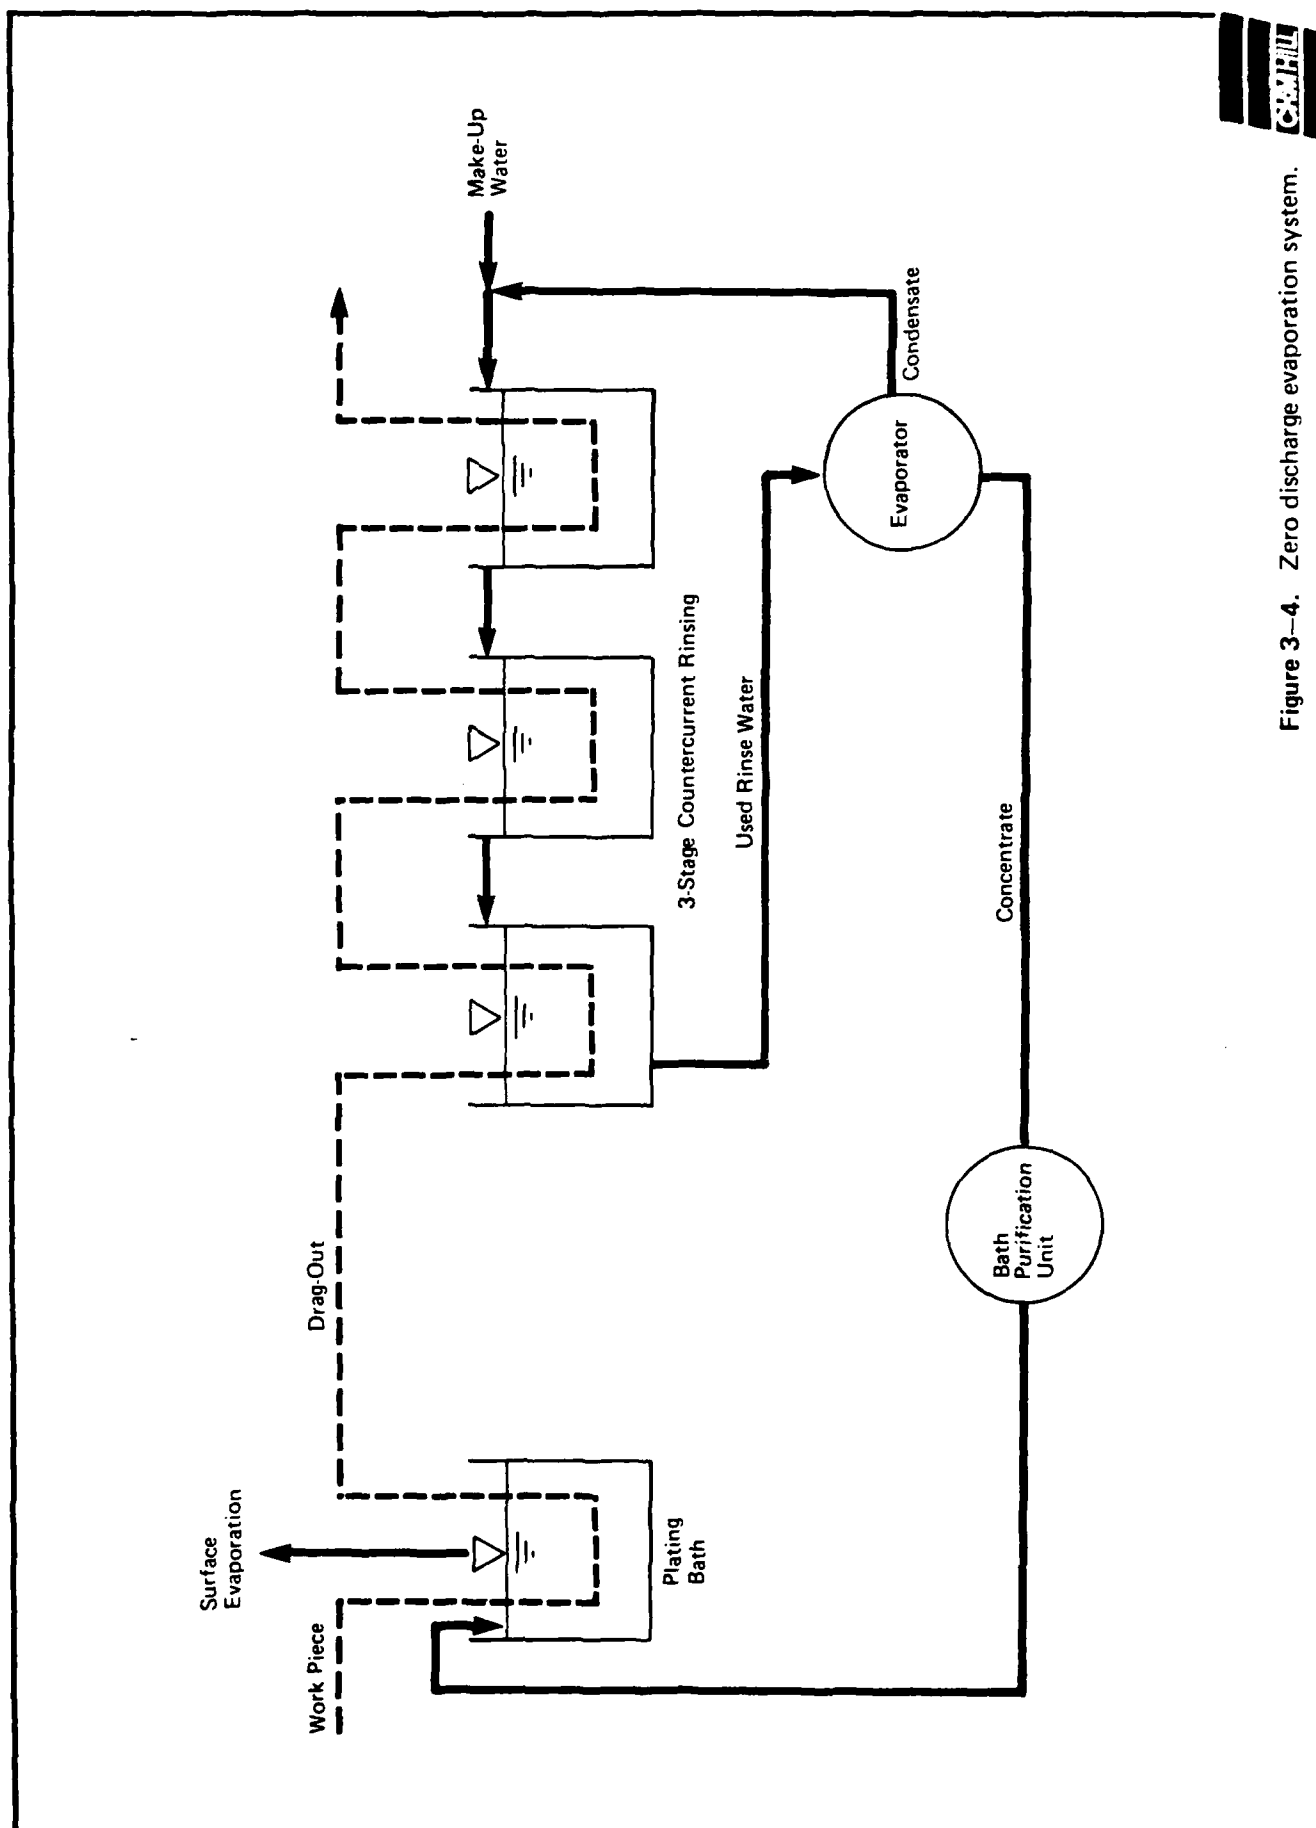 Surface
Evaporation
Work Piece
Drag-Out
Make-Up
Water
Plating
Bath
3-Stage Countercurrent Rinsing
Used Rinse Water
Evaporator
Condensate
Concentrate
Bath
Purification
Unit
Figure 3—4. Zero discharge evaporation system.
CH2M HILL